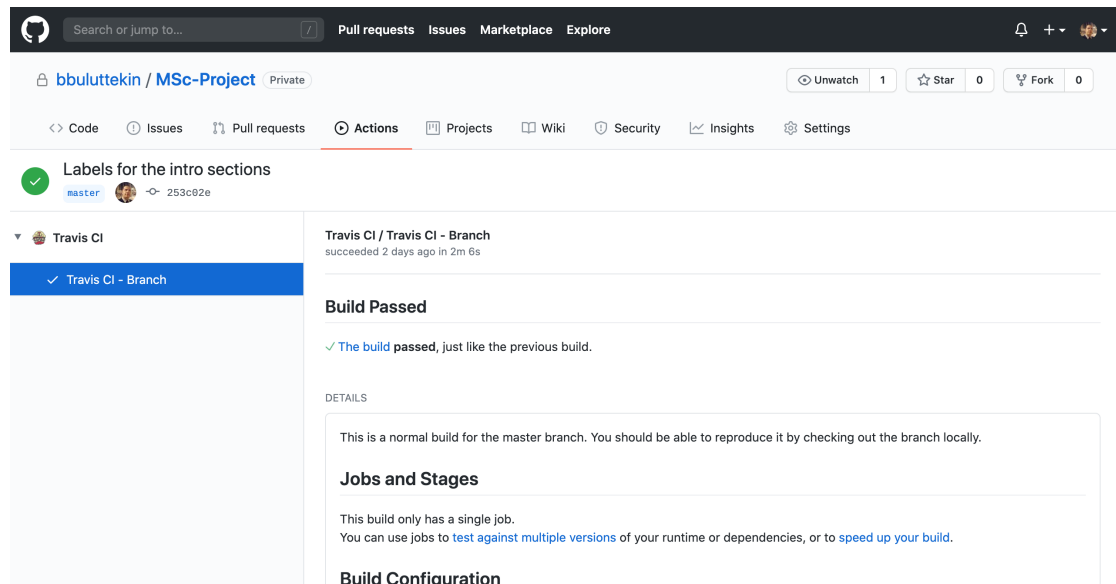 Search or jump to... /
Pull requests Issues Marketplace Explore
bbuluttekin / MSc-Project Private
Unwatch 1 Star 0 Fork 0
Code Issues Pull requests Actions Projects Wiki Security Insights Settings
Labels for the intro sections
master 253c02e
Travis CI
Travis CI - Branch
Travis CI / Travis CI - Branch
succeeded 2 days ago in 2m 6s
Build Passed
✓ The build passed, just like the previous build.
DETAILS
This is a normal build for the master branch. You should be able to reproduce it by checking out the branch locally.
Jobs and Stages
This build only has a single job.
You can use jobs to test against multiple versions of your runtime or dependencies, or to speed up your build.
Build Configuration